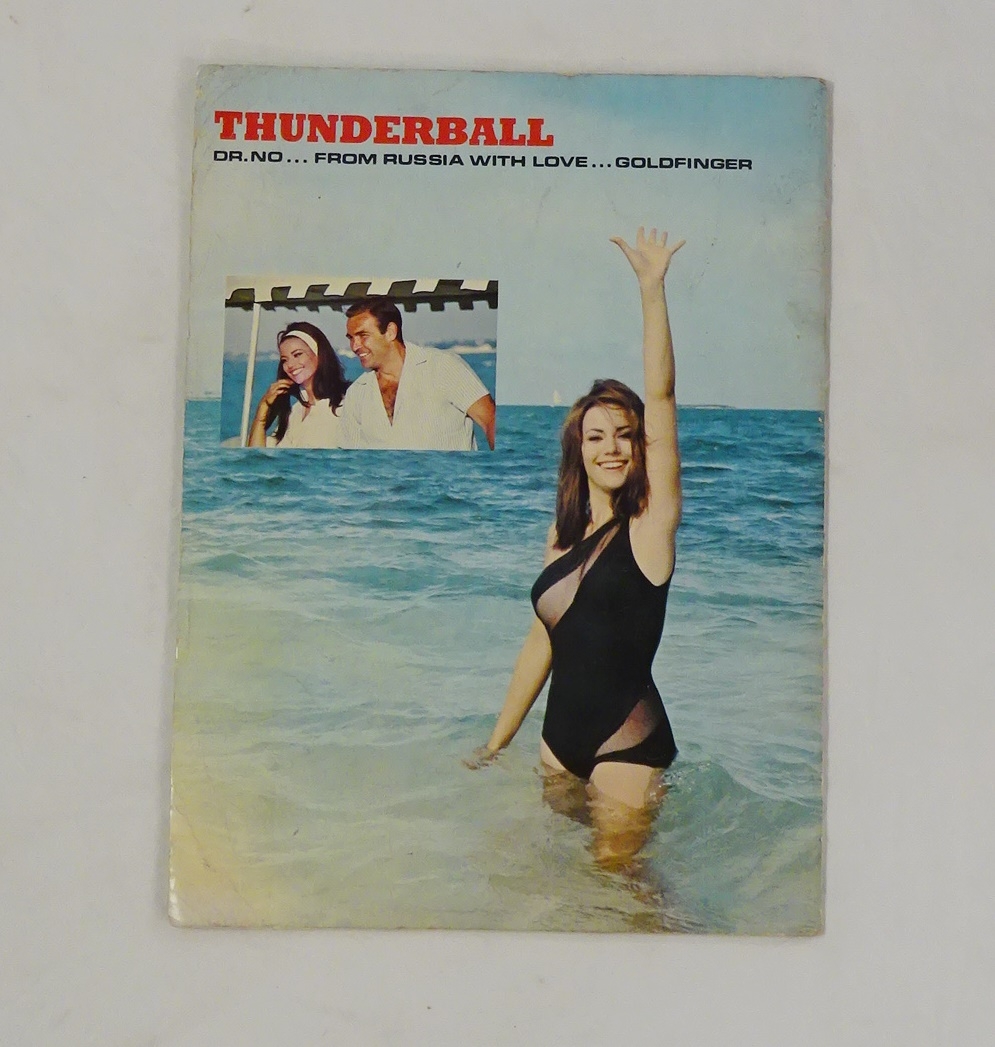 THUNDERBALL
DR.NO... FROM RUSSIA WITH LOVE...GOLDFINGER